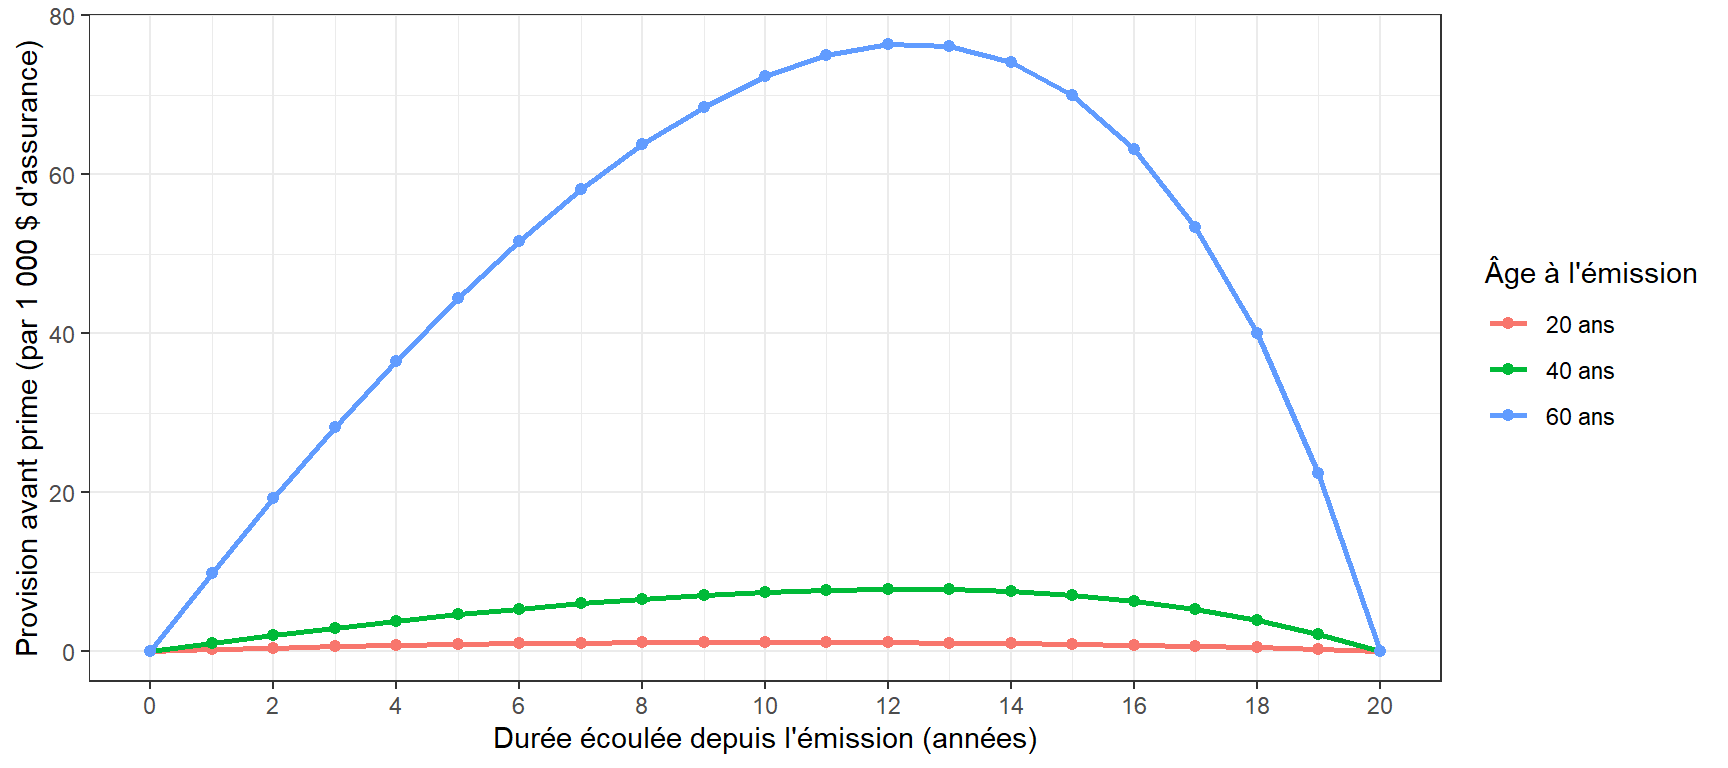 Provision avant prime (par 1 000 $ d'assurance)
80
60
40
20
0
0 2 4 6 8 10 12 14 16 18 20
Durée écoulée depuis l'émission (années)
Âge à l'émission
20 ans
40 ans
60 ans